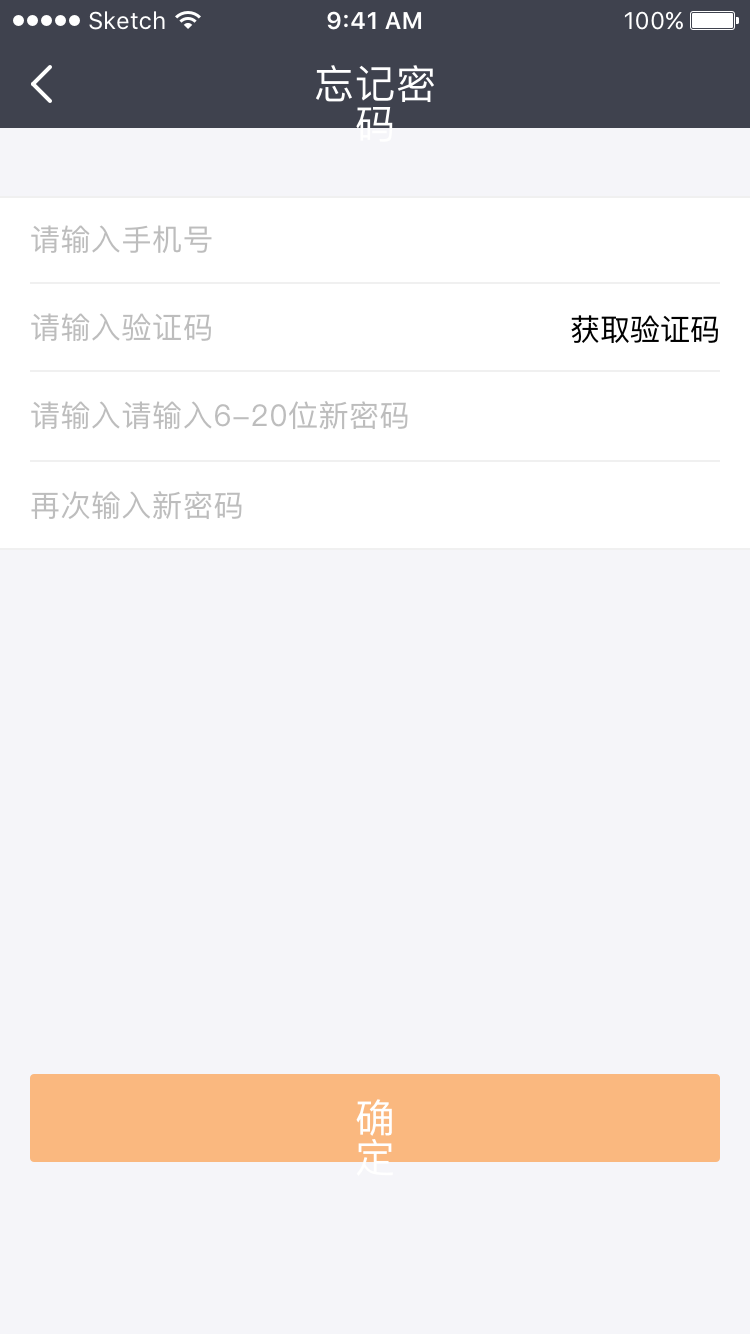 Sketch 9:41 AM 100%
忘记密
码
请输入手机号
请输入验证码 获取验证码
请输入请输入6-20位新密码
再次输入新密码
确
定